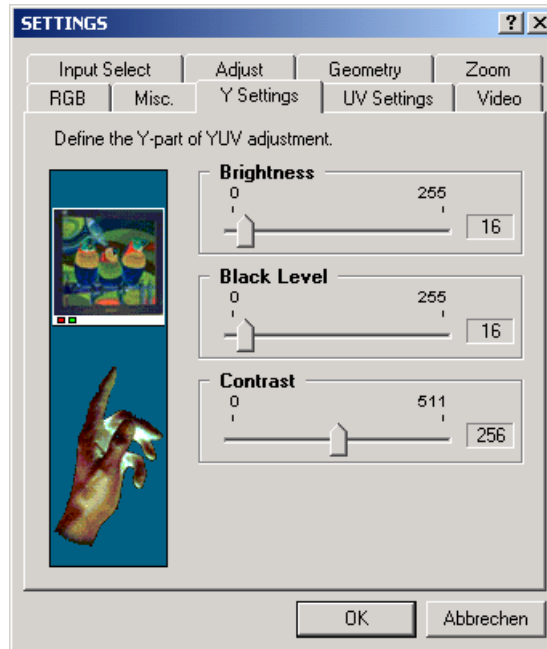 SETTINGS
Input Select Adjust Geometry Zoom
RGB Misc. Y Settings UV Settings Video
Define the Y-part of YUV adjustment.
Brightness
0 255
16
Black Level
0 255
16
Contrast
0 511
256
OK Abbrechen